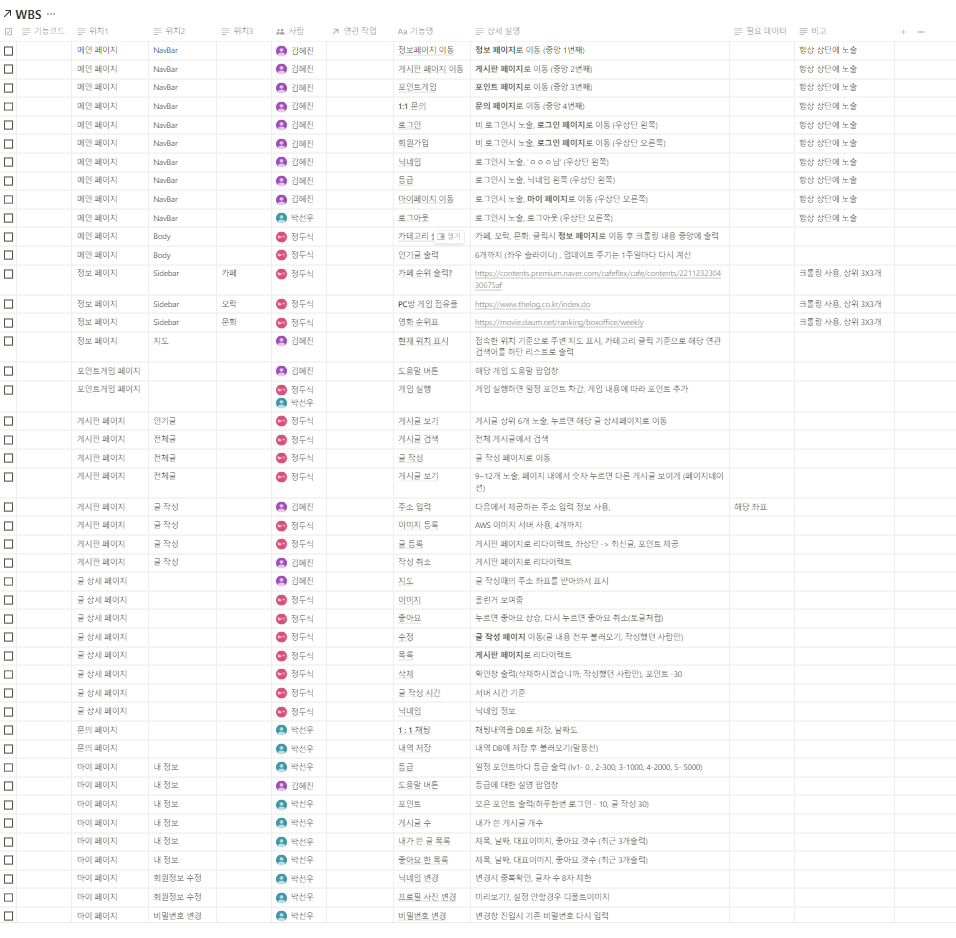 WBS ···
기능코드 위치1 위치2 위치3 사람 연관 작업 Aa 기능명 상세 설명 필요 데이터 비고
메인 페이지 NavBar 김혜진 정보페이지 이동 정보 페이지로 이동 (중앙 1번째) 항상 상단에 노출
메인 페이지 NavBar 김혜진 게시판 페이지 이동 게시판 페이지로 이동 (중앙 2번째) 항상 상단에 노출
메인 페이지 NavBar 김혜진 포인트게임 포인트 페이지로 이동 (중앙 3번째) 항상 상단에 노출
메인 페이지 NavBar 김혜진 1:1 문의 문의 페이지로 이동 (중앙 4번째) 항상 상단에 노출
메인 페이지 NavBar 김혜진 로그인 비 로그인시 노출, 로그인 페이지로 이동 (우상단 왼쪽) 항상 상단에 노출
메인 페이지 NavBar 김혜진 회원가입 비 로그인시 노출, 로그인 페이지로 이동 (우상단 오른쪽) 항상 상단에 노출
메인 페이지 NavBar 김혜진 닉네임 로그인시 노출, 'ㅇㅇㅇ님' (우상단 왼쪽) 항상 상단에 노출
메인 페이지 NavBar 김혜진 등급 로그인시 노출, 닉네임 왼쪽 (우상단 왼쪽) 항상 상단에 노출
메인 페이지 NavBar 김혜진 마이페이지 이동 로그인시 노출, 마이 페이지로 이동 (우상단 오른쪽) 항상 상단에 노출
메인 페이지 NavBar 박선우 로그아웃 로그인시 노출, 로그아웃 (우상단 오른쪽) 항상 상단에 노출
메인 페이지 Body 정두식 카테고리 열기 카페, 오락, 문화. 클릭시 정보 페이지로 이동 후 크롤링 내용 중앙에 출력
메인 페이지 Body 정두식 인기글 출력 6개까지 (좌우 슬라이더) , 업데이트 주기는 1주일마다 다시 계산
정보 페이지 Sidebar 카페 정두식 카페 순위 출력? https://contents.premium.naver.com/cafeflex/cafe/contents/2211232304 크롤링 사용, 상위 3X3개
30675af
정보 페이지 Sidebar 오락 정두식 PC방 게임 점유율 https://www.thelog.co.kr/index.do 크롤링 사용, 상위 3X3개
정보 페이지 Sidebar 문화 정두식 영화 순위표 https://movie.daum.net/ranking/boxoffice/weekly 크롤링 사용, 상위 3X3개
정보 페이지 Sidebar 지도 김혜진 현재 위치 표시 접속한 위치 기준으로 주변 지도 표시, 카테고리 클릭 기준으로 해당 연관
검색어를 하단 리스트로 출력
포인트게임 페이지 김혜진 도움말 버튼 해당 게임 도움말 팝업창
포인트게임 페이지 정두식 게임 실행 게임 실행하면 일정 포인트 차감, 게임 내용에 따라 포인트 추가
박선우
게시판 페이지 인기글 정두식 게시글 보기 게시글 상위 6개 노출, 누르면 해당 글 상세페이지로 이동
게시판 페이지 전체글 정두식 게시글 검색 전체 게시글에서 검색
게시판 페이지 전체글 정두식 글 작성 글 작성 페이지로 이동
게시판 페이지 전체글 정두식 게시글 보기 9~12개 노출, 페이지 내에서 숫자 누르면 다른 게시글 보이게 (페이지네이
션)
게시판 페이지 글 작성 김혜진 주소 입력 다음에서 제공하는 주소 입력 정보 사용, 해당 좌표
게시판 페이지 글 작성 정두식 이미지 등록 AWS 이미지 서버 사용, 4개까지
게시판 페이지 글 작성 정두식 글 등록 게시판 페이지로 리다이렉트, 좌상단 -> 최신글, 포인트 제공
게시판 페이지 글 작성 김혜진 작성 취소 게시판 페이지로 리다이렉트
글 상세 페이지 김혜진 지도 글 작성때의 주소 좌표를 받아와서 표시
글 상세 페이지 정두식 이미지 올린거 보여줌
글 상세 페이지 정두식 좋아요 누르면 좋아요 상승, 다시 누르면 좋아요 취소(토글처럼)
글 상세 페이지 정두식 수정 글 작성 페이지 이동(글 내용 전부 불러오기, 작성했던 사람만)
글 상세 페이지 정두식 목록 게시판 페이지로 리다이렉트
글 상세 페이지 정두식 삭제 확인창 출력(삭제하시겠습니까, 작성했던 사람만), 포인트 -30
글 상세 페이지 정두식 글 작성 시간 서버 시간 기준
글 상세 페이지 정두식 닉네임 닉네임 정보
문의 페이지 박선우 1 : 1 채팅 채팅내역을 DB로 저장, 날짜도
문의 페이지 박선우 내역 저장 내역 DB에 저장 후 불러오기(말풍선)
마이 페이지 내 정보 박선우 등급 일정 포인트마다 등급 출력 (lv1- 0 , 2-300, 3-1000, 4-2000, 5- 5000)
마이 페이지 내 정보 김혜진 도움말 버튼 등급에 대한 설명 팝업창
마이 페이지 내 정보 박선우 포인트 모은 포인트 출력(하루한번 로그인 - 10, 글 작성 30)
마이 페이지 내 정보 박선우 게시글 수 내가 쓴 게시글 개수
마이 페이지 내 정보 박선우 내가 쓴 글 목록 제목, 날짜, 대표이미지, 좋아요 갯수 (최근 3개출력)
마이 페이지 내 정보 박선우 좋아요 한 목록 제목, 날짜, 대표이미지, 좋아요 갯수 (최근 3개출력)
마이 페이지 회원정보 수정 박선우 닉네임 변경 변경시 중복확인, 글자 수 8자 제한
마이 페이지 회원정보 수정 박선우 프로필 사진 변경 미리보기?, 설정 안할경우 디폴트이미지
마이 페이지 비밀번호 변경 박선우 비밀번호 변경 변경창 진입시 기존 비밀번호 다시 입력